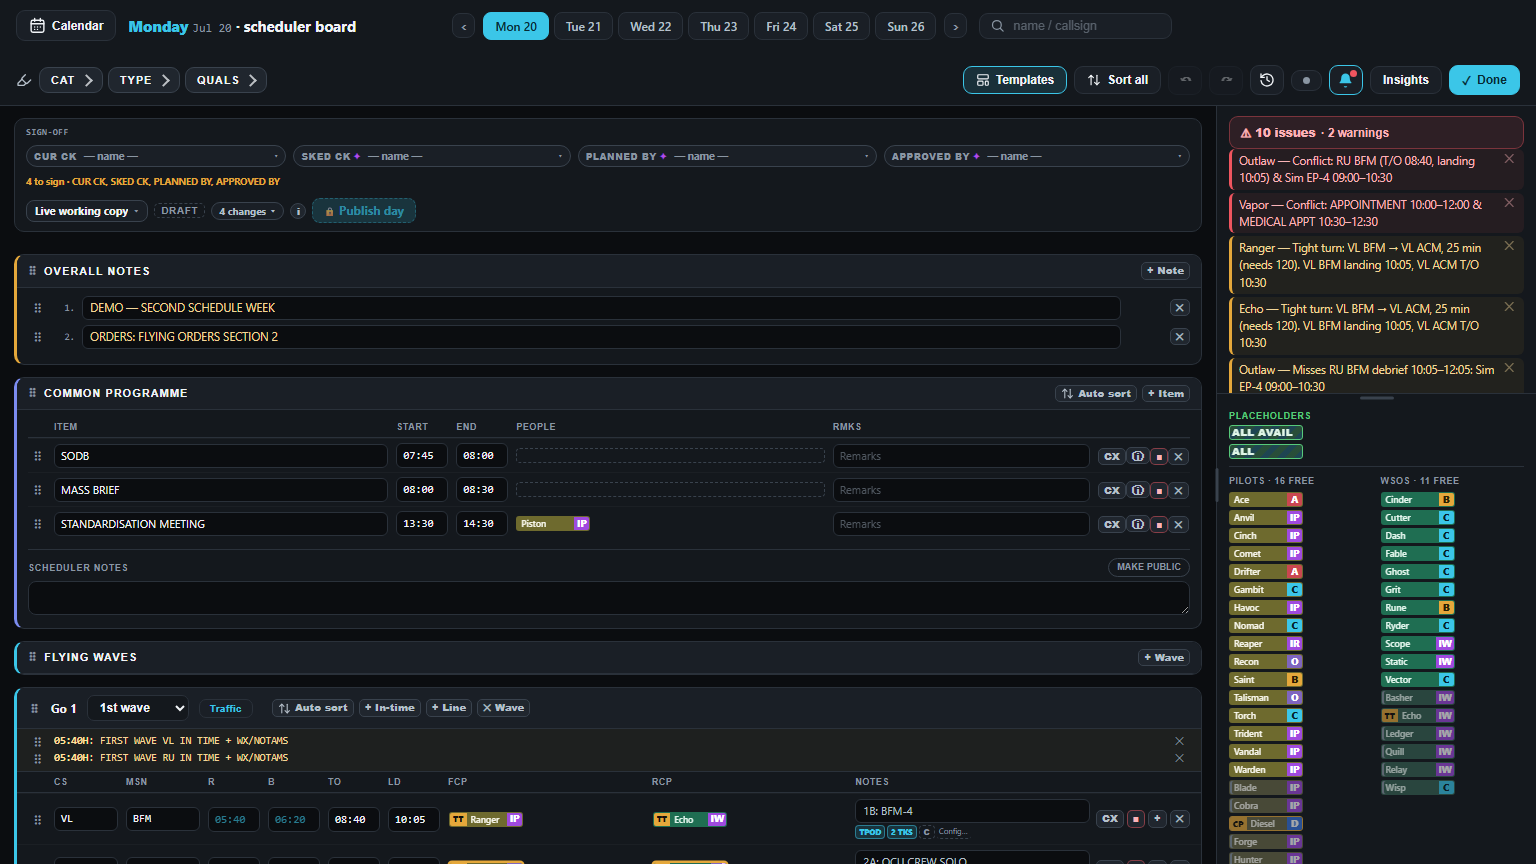 Calendar
Monday Jul 20 · scheduler board
Mon 20
Tue 21
Wed 22
Thu 23
Fri 24
Sat 25
Sun 26
name / callsign
CAT
TYPE
QUALS
Templates
Sort all
Insights
✓ Done
SIGN-OFF
CUR CK — name —
SKED CK ✦ — name —
PLANNED BY ✦ — name —
APPROVED BY ✦ — name —
4 to sign · CUR CK, SKED CK, PLANNED BY, APPROVED BY
Live working copy
DRAFT
4 changes
i
Publish day
OVERALL NOTES
+ Note
1. DEMO — SECOND SCHEDULE WEEK
2. ORDERS: FLYING ORDERS SECTION 2
COMMON PROGRAMME
Auto sort
+ Item
ITEM START END PEOPLE RMKS
SODB 07:45 08:00 Remarks CX
MASS BRIEF 08:00 08:30 Remarks CX
STANDARDISATION MEETING 13:30 14:30 Piston IP Remarks CX
SCHEDULER NOTES
MAKE PUBLIC
FLYING WAVES
+ Wave
Go 1
1st wave
Traffic
Auto sort
+ In-time
+ Line
✕ Wave
05:40H: FIRST WAVE VL IN TIME + WX/NOTAMS
05:40H: FIRST WAVE RU IN TIME + WX/NOTAMS
CS MSN R B TO LD FCP RCP NOTES
VL BFM 05:40 06:20 08:40 10:05 TT Ranger IP TT Echo IW 1B: BFM-4 CX
TPOD 2 TKS C Config...
2A: OCU CREW SOLO
⚠ 10 issues · 2 warnings
Outlaw — Conflict: RU BFM (T/O 08:40, landing
10:05) & Sim EP-4 09:00–10:30
Vapor — Conflict: APPOINTMENT 10:00–12:00 &
MEDICAL APPT 10:30–12:30
Ranger — Tight turn: VL BFM → VL ACM, 25 min
(needs 120). VL BFM landing 10:05, VL ACM T/O
10:30
Echo — Tight turn: VL BFM → VL ACM, 25 min
(needs 120). VL BFM landing 10:05, VL ACM T/O
10:30
Outlaw — Misses RU BFM debrief 10:05–12:05: Sim
EP-4 09:00–10:30
PLACEHOLDERS
ALL AVAIL
ALL
PILOTS · 16 FREE
Ace A
Anvil IP
Cinch IP
Comet IP
Drifter A
Gambit C
Havoc IP
Nomad C
Reaper IR
Recon O
Saint B
Talisman O
Torch C
Trident IP
Vandal IP
Warden IP
Blade IP
Cobra IP
CP Diesel D
Forge IP
Hunter IP
WSOS · 11 FREE
Cinder B
Cutter C
Dash C
Fable C
Ghost C
Grit C
Rune B
Ryder C
Scope IW
Static IW
Vector C
Basher IW
TT Echo IW
Ledger IW
Quill IW
Relay IW
Wisp C